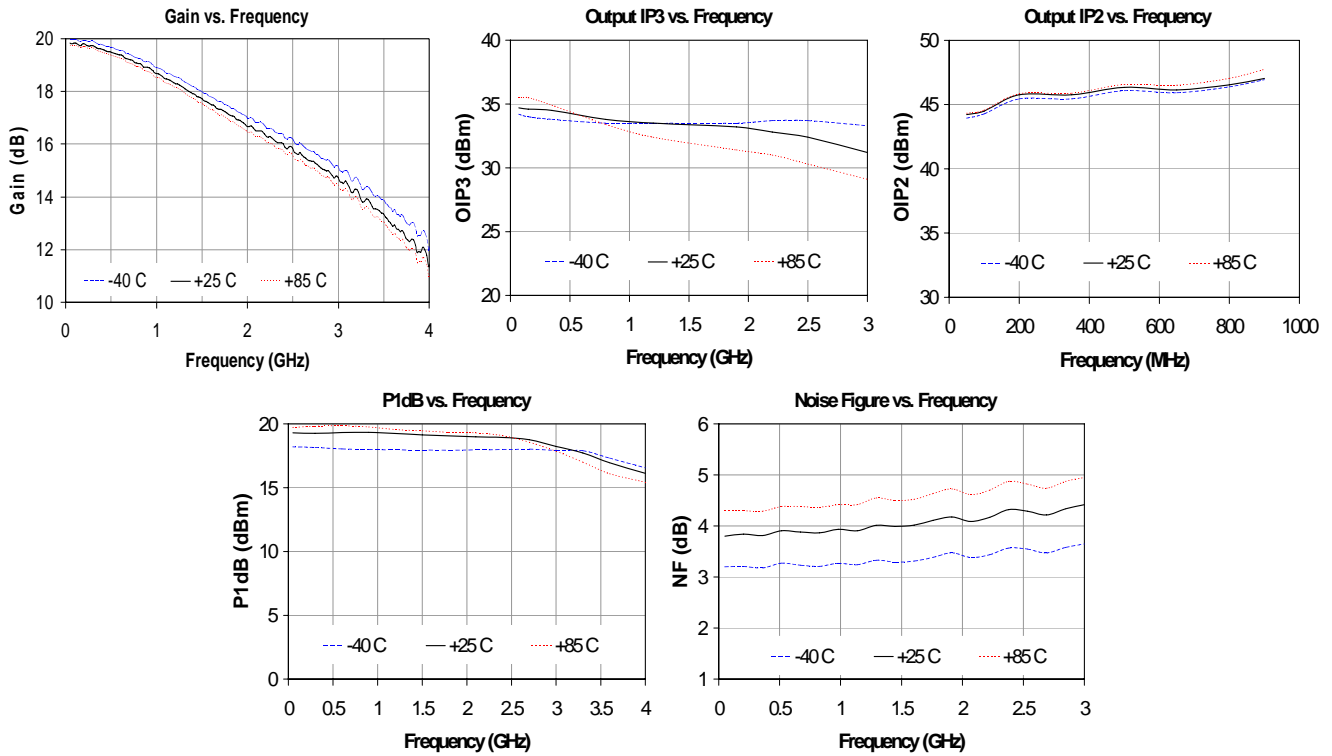 Gain vs. Frequency
20
18
16
14
12
10
Gain (dB)
-40 C +25 C +85 C
0 1 2 3 4
Frequency (GHz)
Output IP3 vs. Frequency
40
35
30
25
20
OIP3 (dBm)
-40 C +25 C +85 C
0 0.5 1 1.5 2 2.5 3
Frequency (GHz)
Output IP2 vs. Frequency
50
45
40
35
30
OIP2 (dBm)
-40 C +25 C +85 C
0 200 400 600 800 1000
Frequency (MHz)
P1dB vs. Frequency
20
15
10
5
0
P1dB (dBm)
-40 C +25 C +85 C
0 0.5 1 1.5 2 2.5 3 3.5 4
Frequency (GHz)
Noise Figure vs. Frequency
6
5
4
3
2
1
NF (dB)
-40 C +25 C +85 C
0 0.5 1 1.5 2 2.5 3
Frequency (GHz)